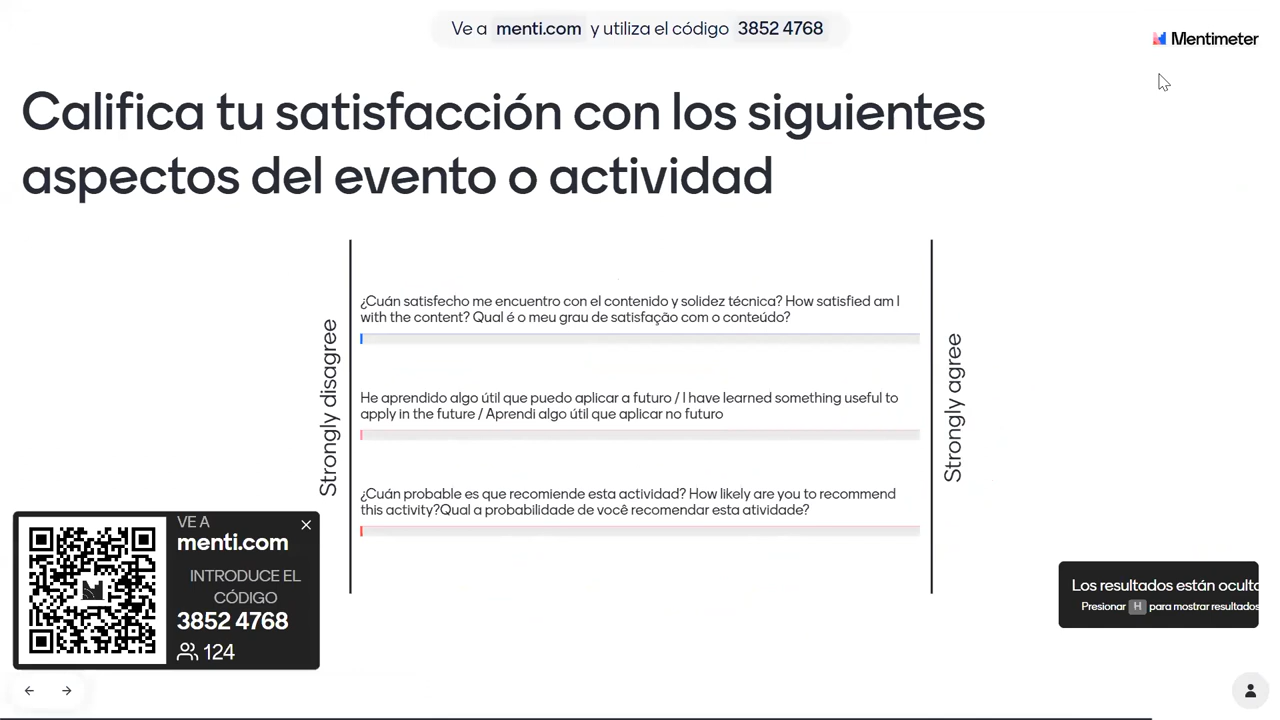 Ve a menti.com y utiliza el código 3852 4768
Mentimeter
Califica tu satisfacción con los siguientes
aspectos del evento o actividad
Strongly disagree
¿Cuán satisfecho me encuentro con el contenido y solidez técnica? How satisfied am I
with the content? Qual é o meu grau de satisfação com o conteúdo?
He aprendido algo útil que puedo aplicar a futuro / I have learned something useful to
apply in the future / Aprendi algo útil que aplicar no futuro
¿Cuán probable es que recomiende esta actividad? How likely are you to recommend
this activity?Qual a probabilidade de você recomendar esta atividade?
Strongly agree
VE A
menti.com
INTRODUCE EL
CÓDIGO
3852 4768
124
Los resultados están
Presionar H para mostrar resultados